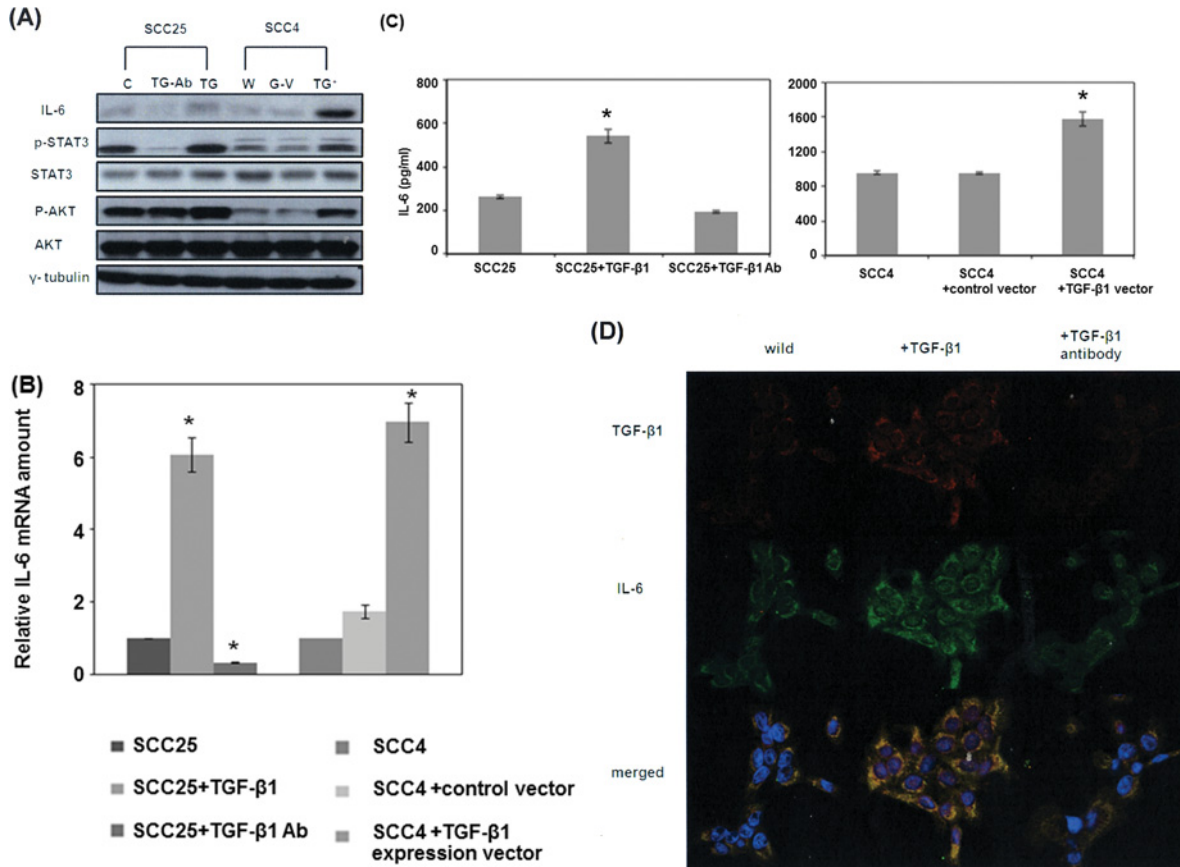 (A)
SCC25 SCC4
C TG-Ab TG W G-V TG+
IL-6
p-STAT3
STAT3
P-AKT
AKT
γ- tubulin
(C)
IL-6 (pg/ml)
800
600
400
200
0
SCC25 SCC25+TGF-β1 SCC25+TGF-β1 Ab
*
2000
1600
1200
800
400
0
SCC4 SCC4 SCC4
+control vector +TGF-β1 vector
*
(B)
Relative IL-6 mRNA amount
8
6
4
2
0
* * *
SCC25 SCC4
SCC25+TGF-β1 SCC4 +control vector
SCC25+TGF-β1 Ab SCC4 +TGF-β1
expression vector
(D)
wild +TGF-β1 +TGF-β1
antibody
TGF-β1
IL-6
merged